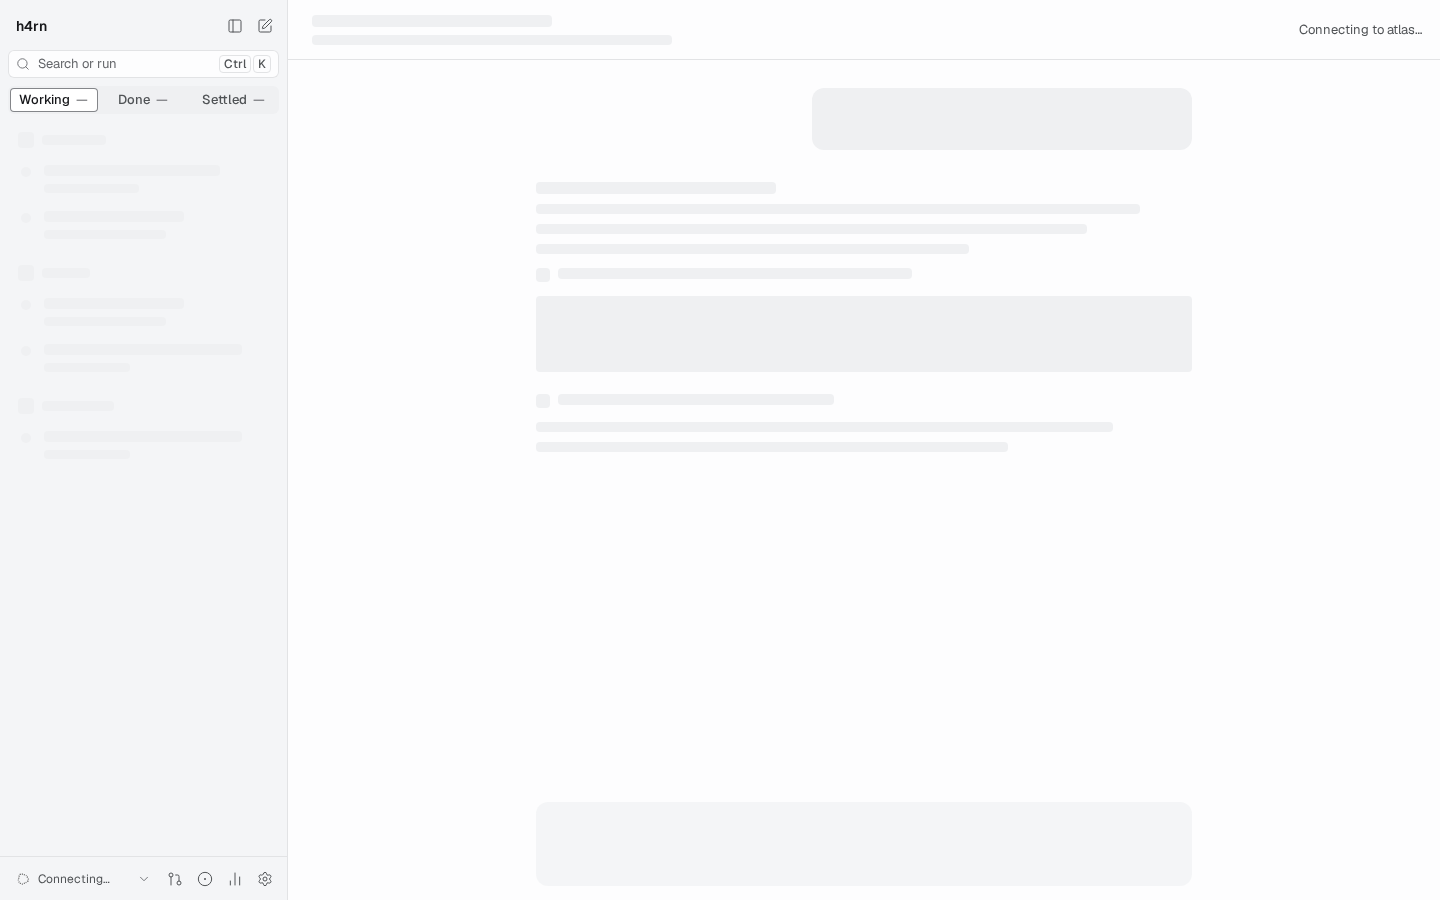 h4rn
Connecting to atlas…
Search or run Ctrl K
Working — Done — Settled —
Connecting…